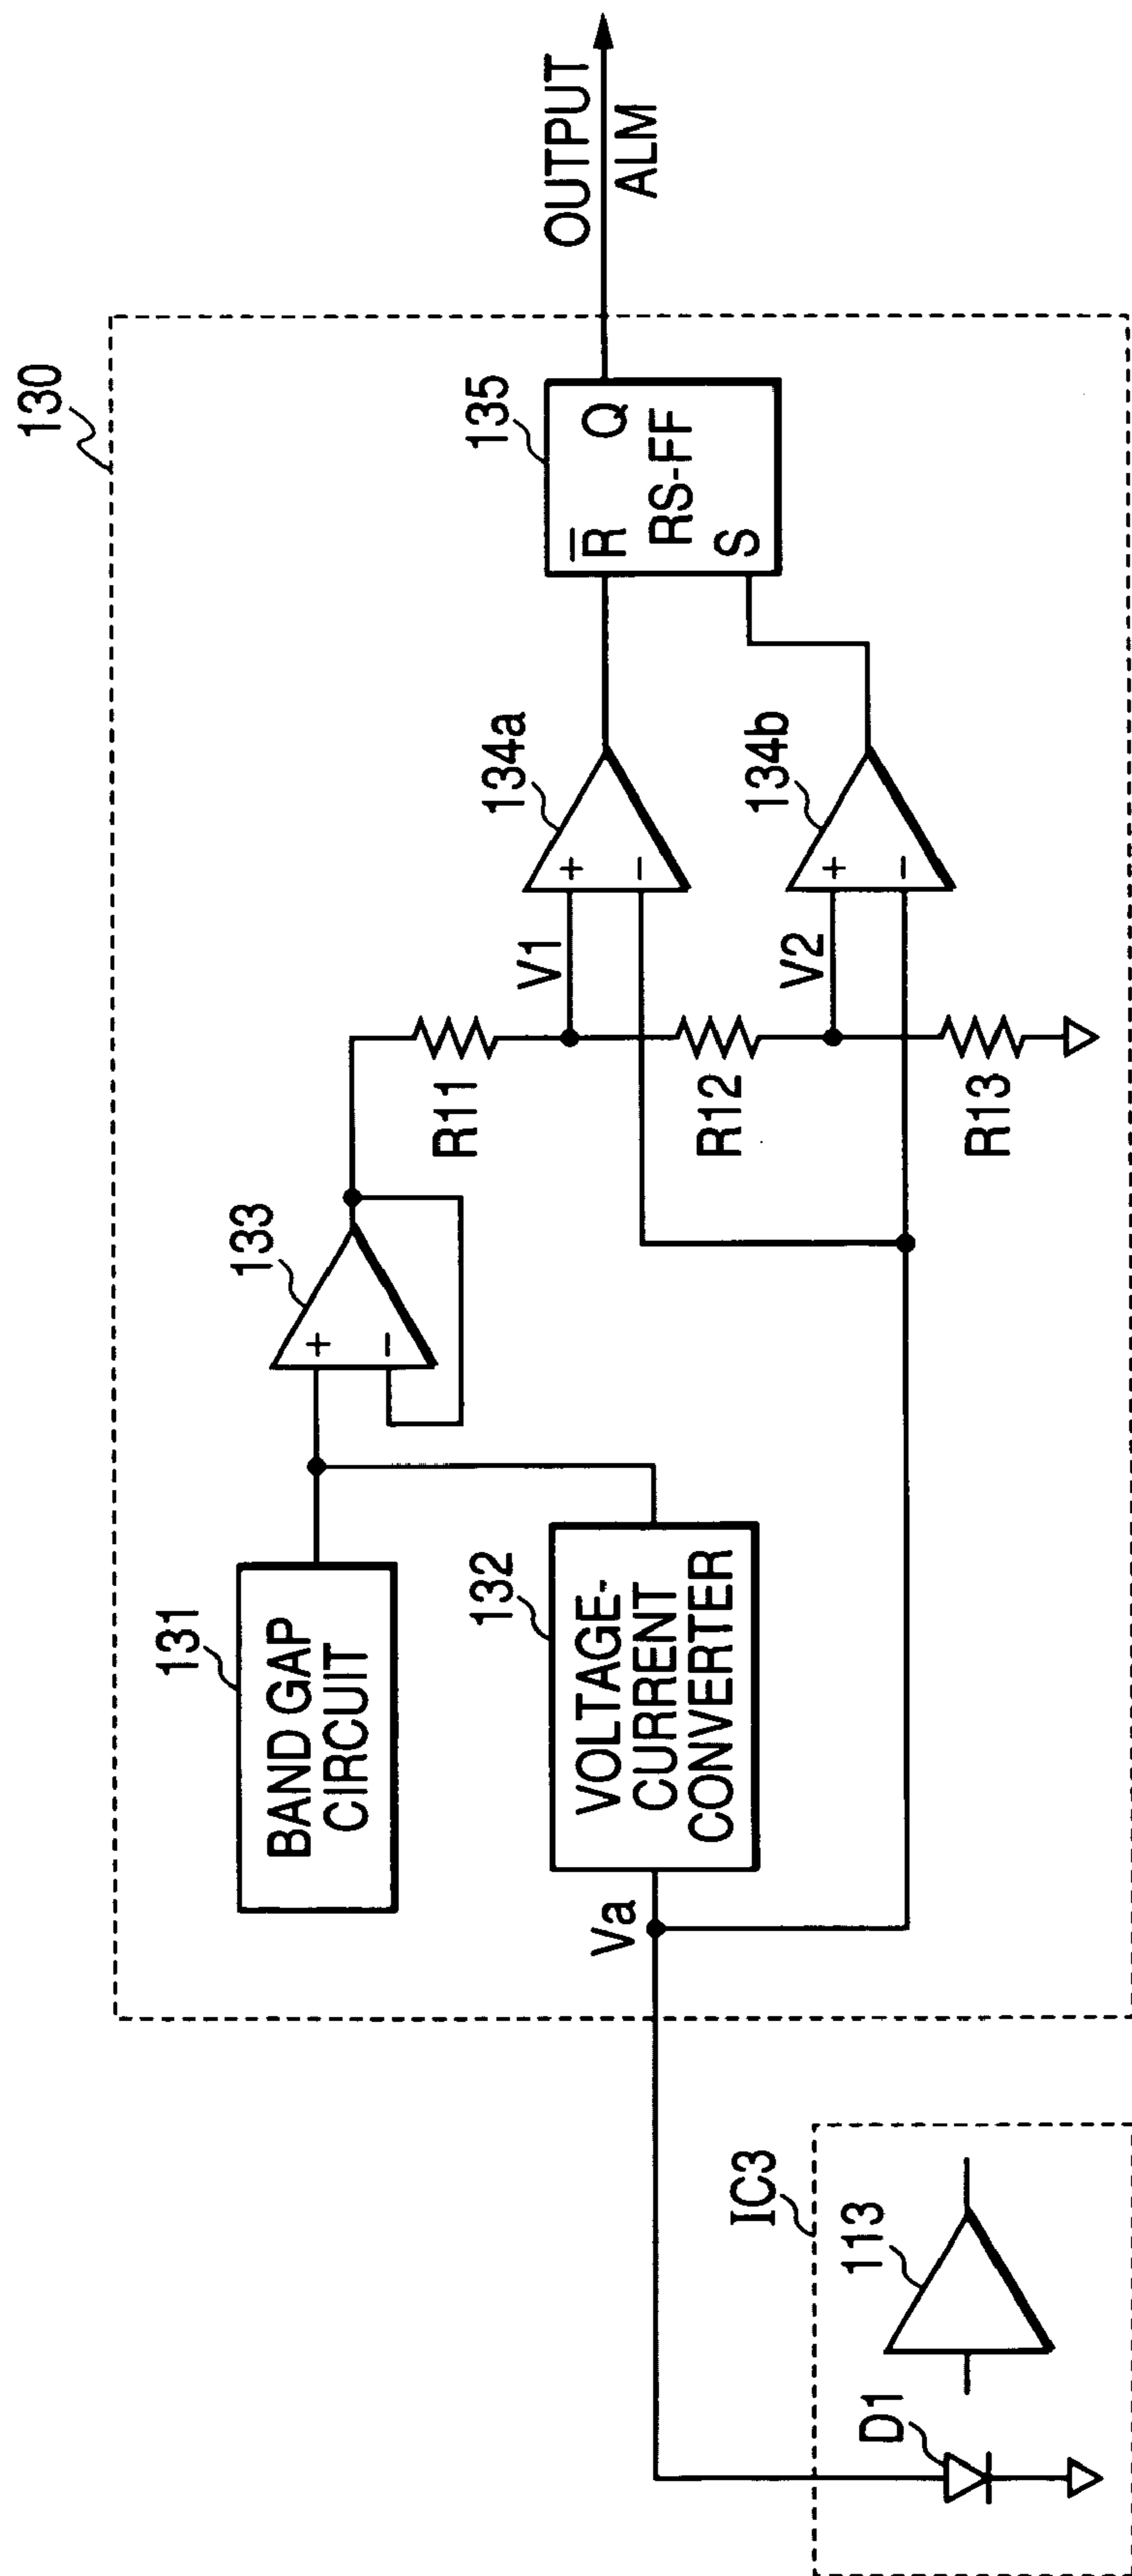 130
OUTPUT
ALM
131
BAND GAP
CIRCUIT
133
+
−
R11
132
VOLTAGE-
CURRENT
CONVERTER
Va
V1
134a
+
−
R12
V2
134b
+
−
R13
135
R̅
Q
RS-FF
S
IC3
113
D1